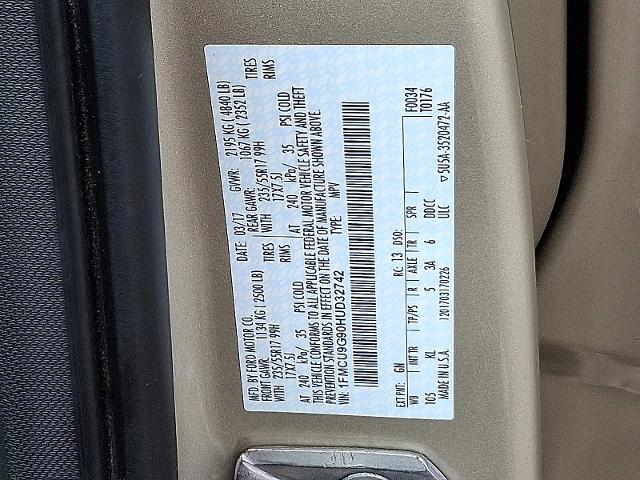 MFD. BY FORD MOTOR CO. DATE: 03/17 GVWR: 2195 KG ( 4840 LB)
FRONT GAWR: 1134 KG (2500 LB) REAR GAWR: 1067 KG (2352 LB)
235/55R17 99H TIRES WITH 235/55R17 99H TIRES
17X7.5J RIMS 17X7.5J RIMS
AT 240 kPa/ 35 PSI COLD AT 240 kPa/ 35 PSI COLD
THIS VEHICLE CONFORMS TO ALL APPLICABLE FEDERAL MOTOR VEHICLE SAFETY AND THEFT
PREVENTION STANDARDS IN EFFECT ON THE DATE OF MANUFACTURE SHOWN ABOVE.
VIN: 1FMCU9G90HUD32742 TYPE: MPV
F0034
T0176
EXT PNT: GN RC: 13 DSO:
WB INT TR TP/PS R AXLE TR SPR
105 KL 5 3A 6 DDCC
MADE IN U.S.A. 120170317022​6 ULC ▽5U5A-3520472-AA